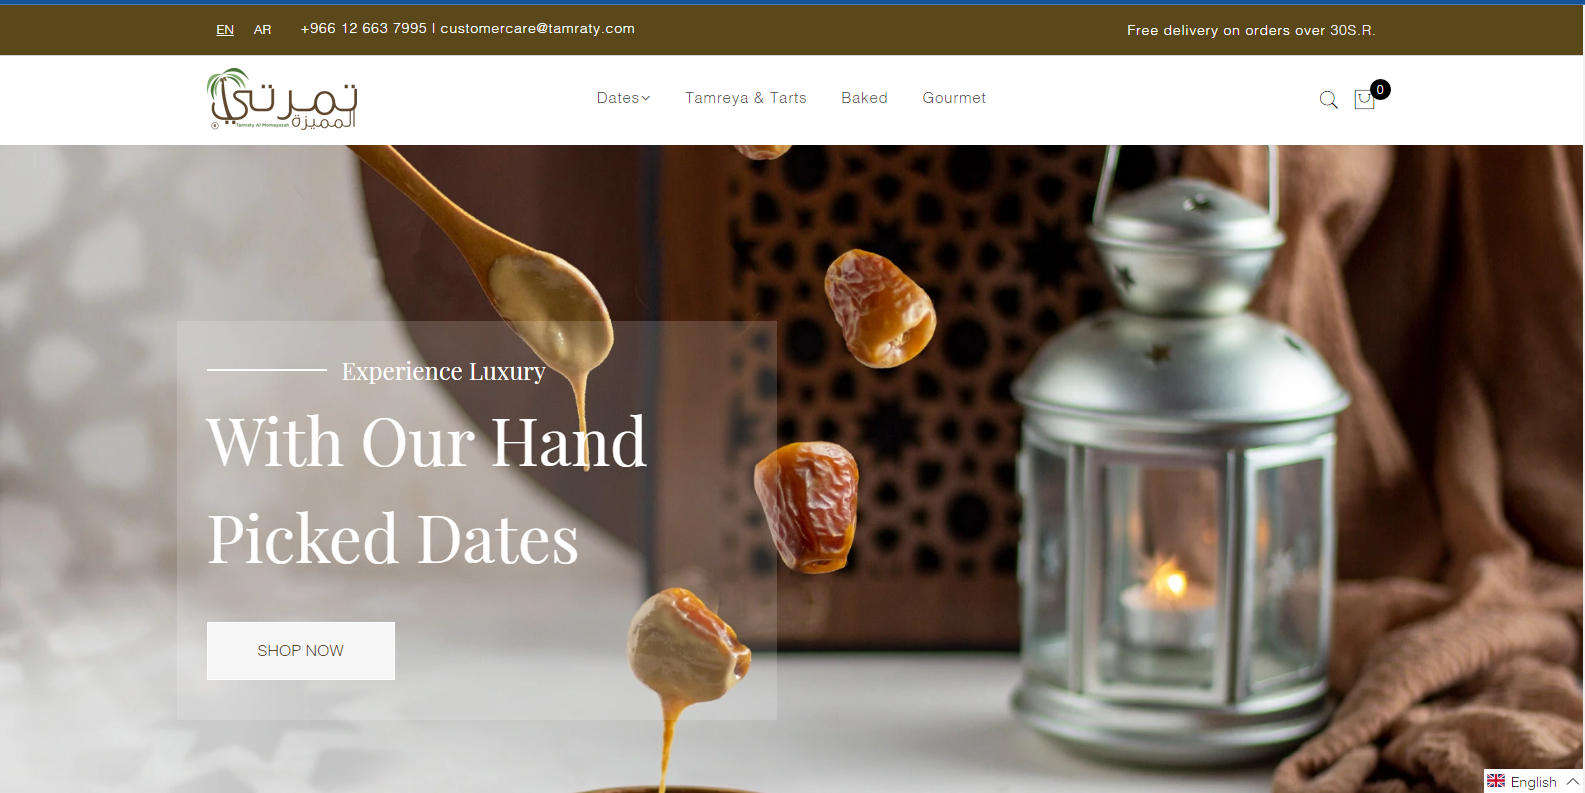 EN AR +966 12 663 7995 | customercare@tamraty.com Free delivery on orders over 30S.R.
تمرتي
المميزة
Tamraty Al Momayazah
®
Dates Tamreya & Tarts Baked Gourmet
0
Experience Luxury
With Our Hand
Picked Dates
SHOP NOW
English